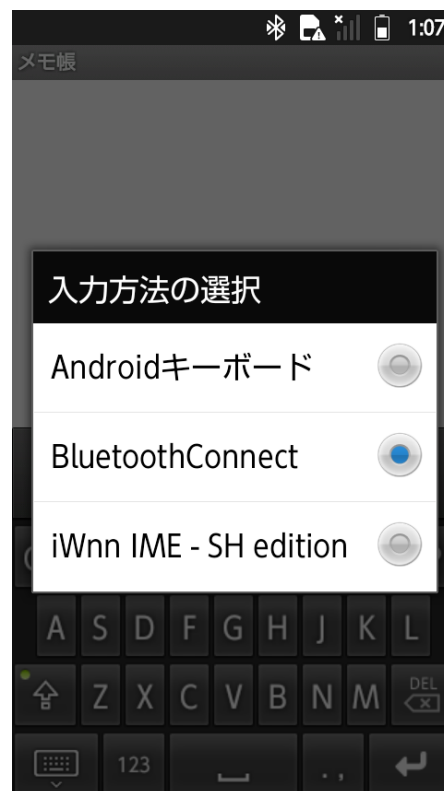 1:07
メモ帳
入力方法の選択
Androidキーボード
BluetoothConnect
iWnn IME - SH edition
A S D F G H J K L
Z X C V B N M DEL
123 . ,